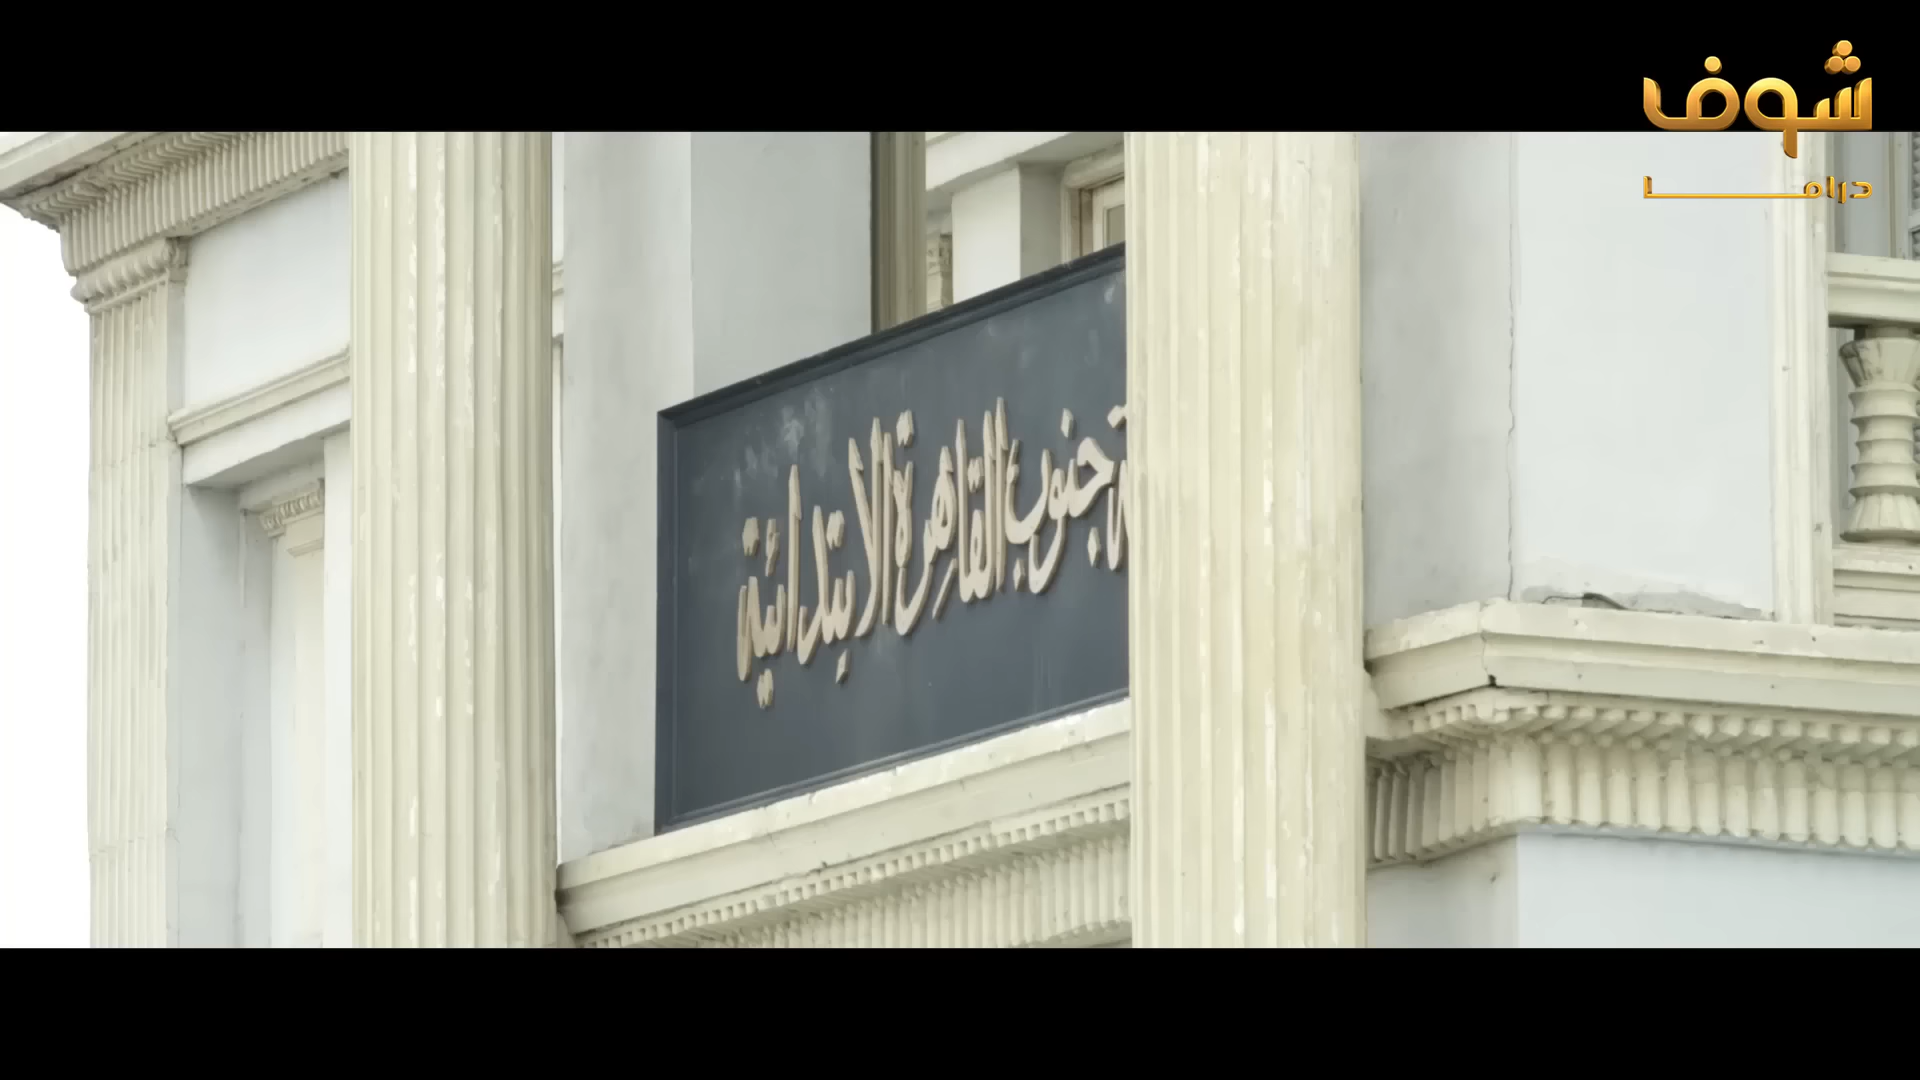 شوف
دراما
ة جنوب القاهرة الابتدائية